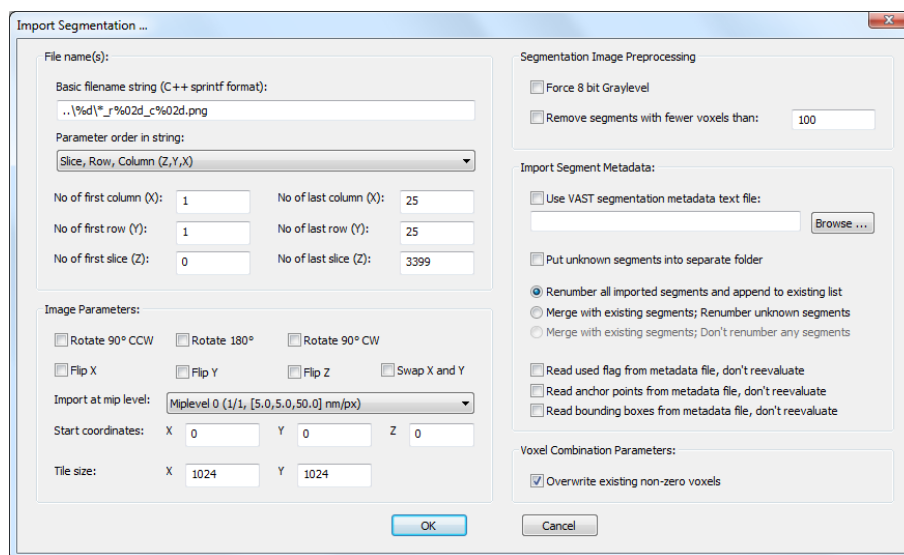 Import Segmentation ...
File name(s):
Basic filename string (C++ sprintf format):
..\%d\*_r%02d_c%02d.png
Parameter order in string:
Slice, Row, Column (Z,Y,X)
No of first column (X): 1 No of last column (X): 25
No of first row (Y): 1 No of last row (Y): 25
No of first slice (Z): 0 No of last slice (Z): 3399
Image Parameters:
Rotate 90° CCW Rotate 180° Rotate 90° CW
Flip X Flip Y Flip Z Swap X and Y
Import at mip level: Miplevel 0 (1/1, [5.0,5.0,50.0] nm/px)
Start coordinates: X 0 Y 0 Z 0
Tile size: X 1024 Y 1024
Segmentation Image Preprocessing
Force 8 bit Graylevel
Remove segments with fewer voxels than: 100
Import Segment Metadata:
Use VAST segmentation metadata text file:
Browse ...
Put unknown segments into separate folder
Renumber all imported segments and append to existing list
Merge with existing segments; Renumber unknown segments
Merge with existing segments; Don't renumber any segments
Read used flag from metadata file, don't reevaluate
Read anchor points from metadata file, don't reevaluate
Read bounding boxes from metadata file, don't reevaluate
Voxel Combination Parameters:
Overwrite existing non-zero voxels
OK Cancel